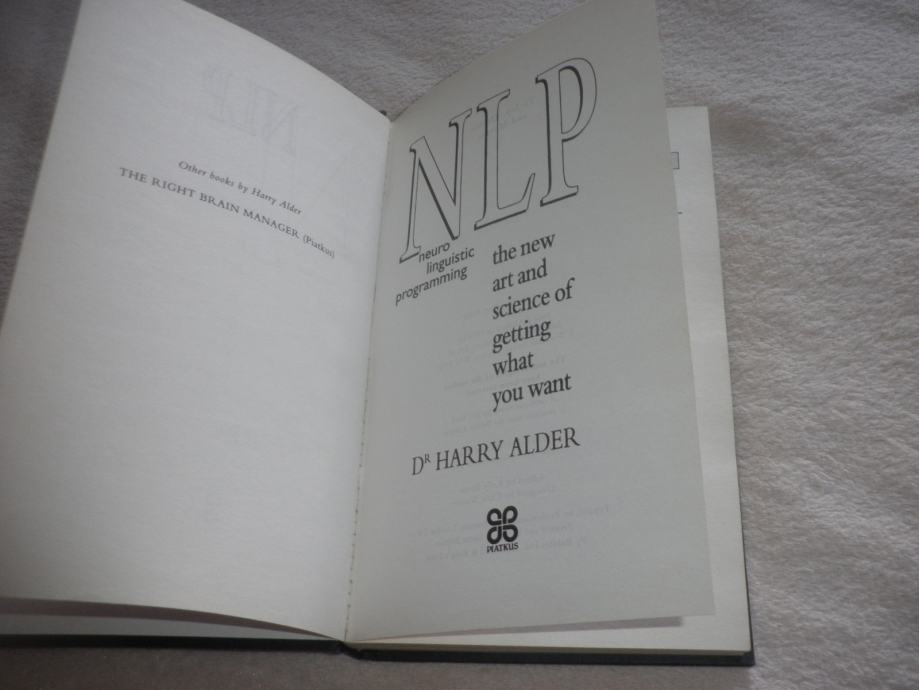 Other books by Harry Alder
THE RIGHT BRAIN MANAGER (Piatkus)
NLP
neuro
linguistic
programming
the new
art and
science of
getting
what
you want
DR HARRY ALDER
PIATKUS